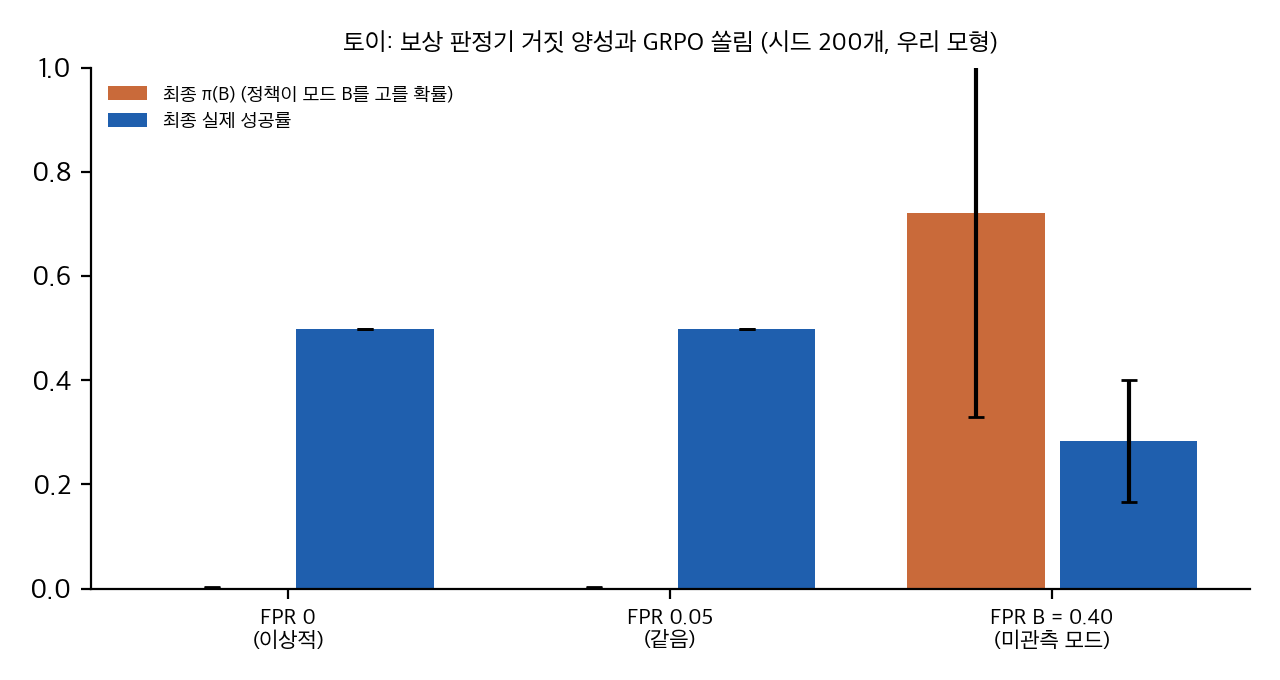 토이: 보상 판정기 거짓 양성과 GRPO 쏠림 (시드 200개, 우리 모형)
최종 π(B) (정책이 모드 B를 고를 확률)
최종 실제 성공률
1.0
0.8
0.6
0.4
0.2
0.0
FPR 0
(이상적)
FPR 0.05
(같음)
FPR B = 0.40
(미관측 모드)